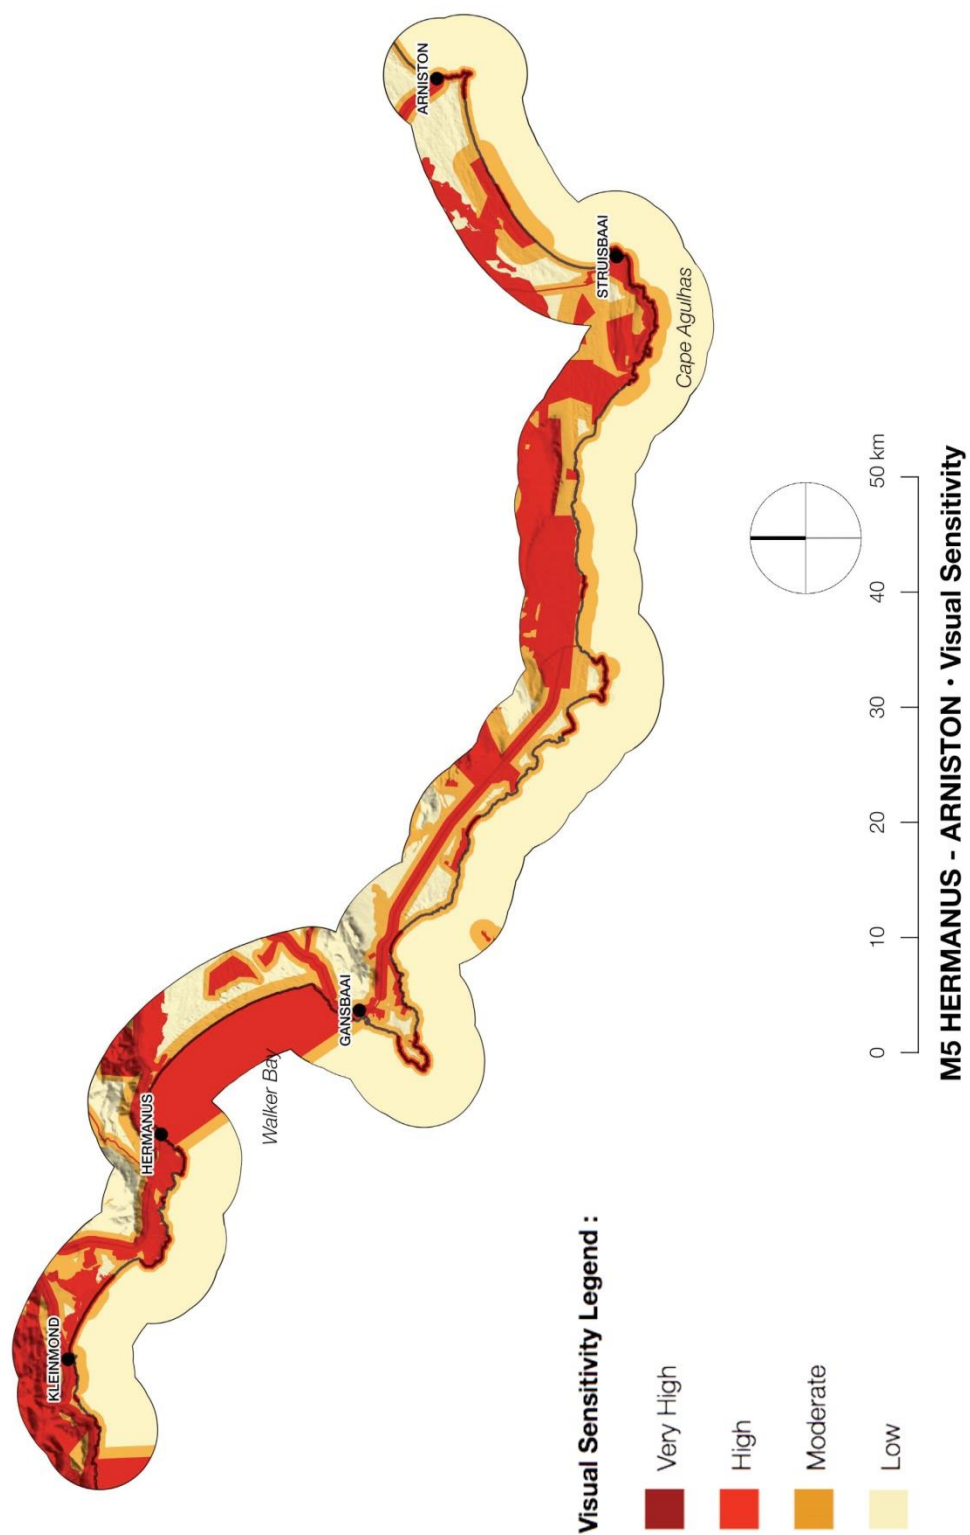 KLEINMOND
HERMANUS
Walker Bay
GANSBAAI
STRUISBAAI
Cape Agulhas
ARNISTON
Visual Sensitivity Legend :
Very High
High
Moderate
Low
0 10 20 30 40 50 km
M5 HERMANUS - ARNISTON • Visual Sensitivity